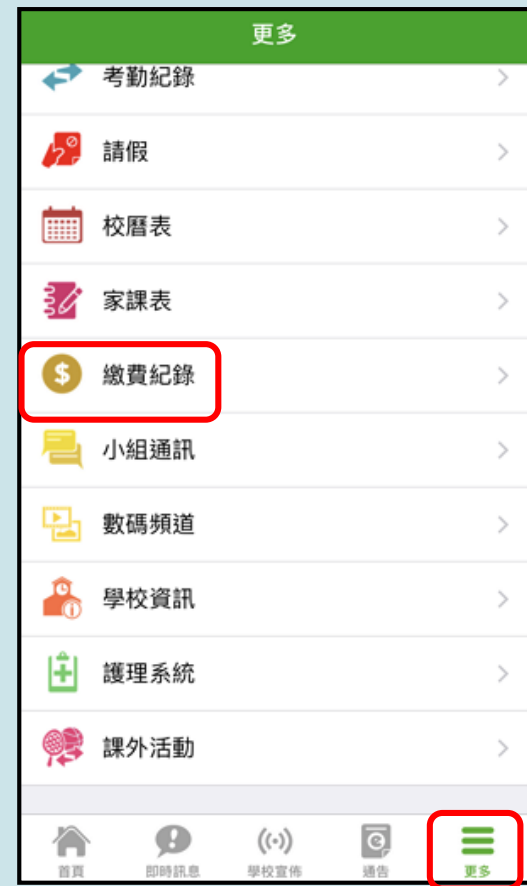 更多
考勤紀錄
請假
校曆表
家課表
$ 繳費紀錄
小組通訊
數碼頻道
學校資訊
護理系統
課外活動
首頁 即時訊息 學校宣佈 通告 更多